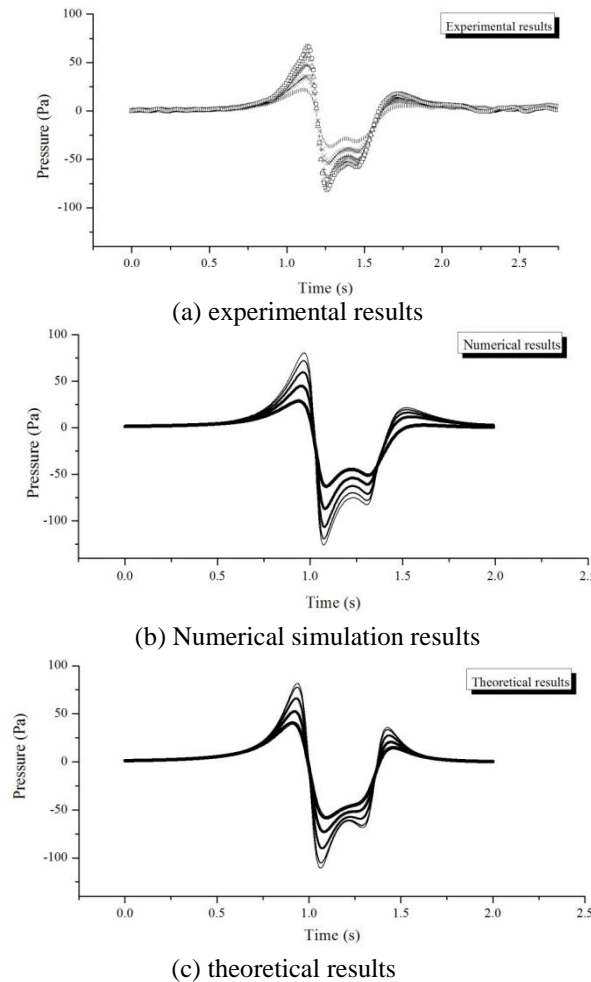 Experimental results
100
50
0
-50
-100
Pressure (Pa)
0.0 0.5 1.0 1.5 2.0 2.5
Time (s)
(a) experimental results
Numerical results
100
50
0
-50
-100
Pressure (Pa)
0.0 0.5 1.0 1.5 2.0 2.5
Time (s)
(b) Numerical simulation results
Theoretical results
100
50
0
-50
-100
Pressure (Pa)
0.0 0.5 1.0 1.5 2.0 2.5
Time (s)
(c) theoretical results